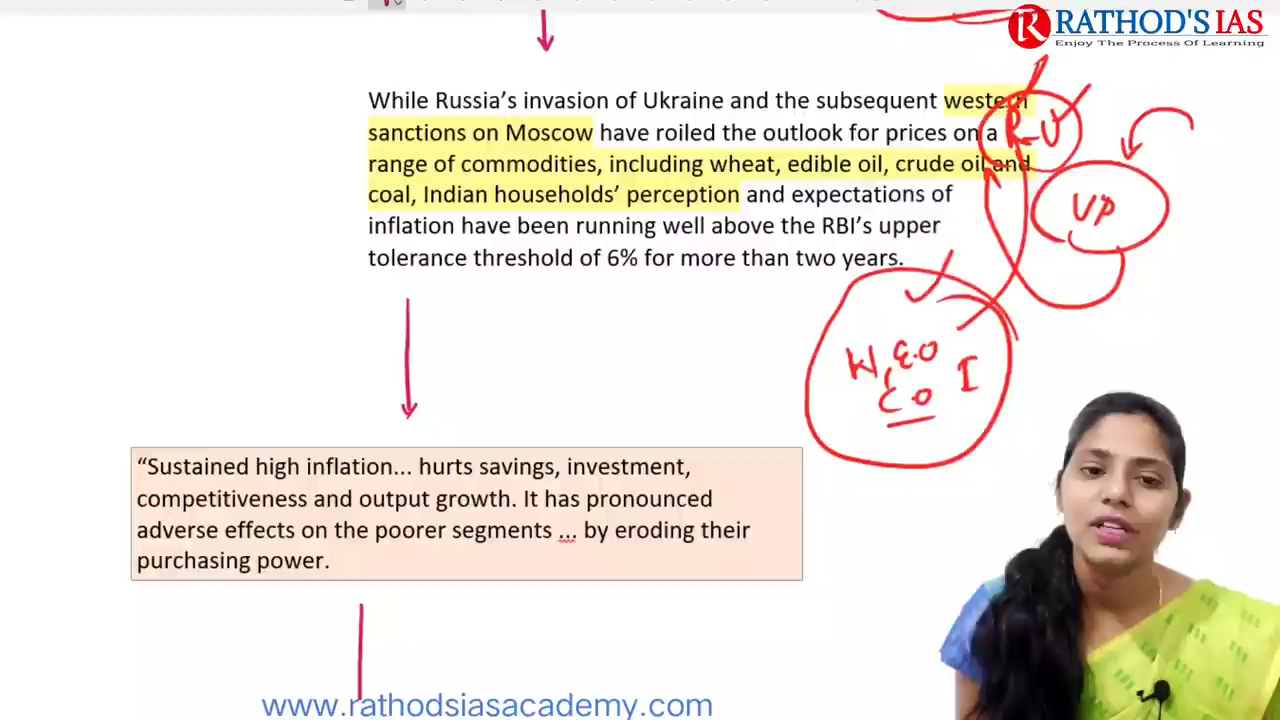 RATHOD'S IAS
Enjoy The Process Of Learning
While Russia's invasion of Ukraine and the subsequent western
sanctions on Moscow have roiled the outlook for prices on a
range of commodities, including wheat, edible oil, crude oil and
coal, Indian households' perception and expectations of
inflation have been running well above the RBI's upper
tolerance threshold of 6% for more than two years.
R-U
W, E.O
C.O
I
“Sustained high inflation... hurts savings, investment,
competitiveness and output growth. It has pronounced
adverse effects on the poorer segments ... by eroding their
purchasing power.
www.rathodsiasacademy.com